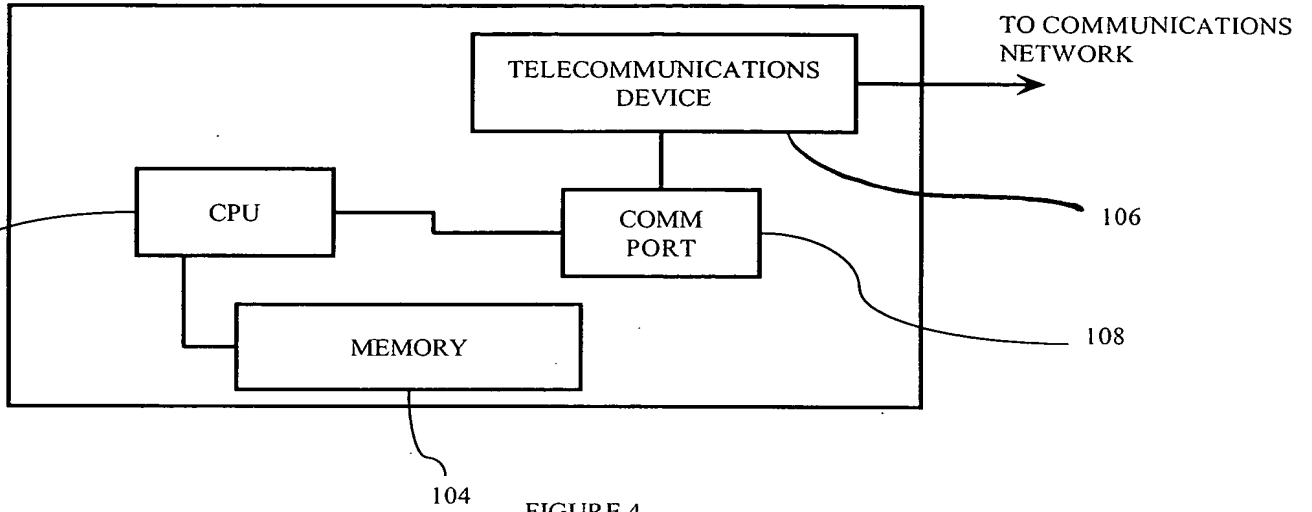 TO COMMUNICATIONS
NETWORK
TELECOMMUNICATIONS
DEVICE
CPU
COMM
PORT
106
MEMORY
108
104
FIGURE 4